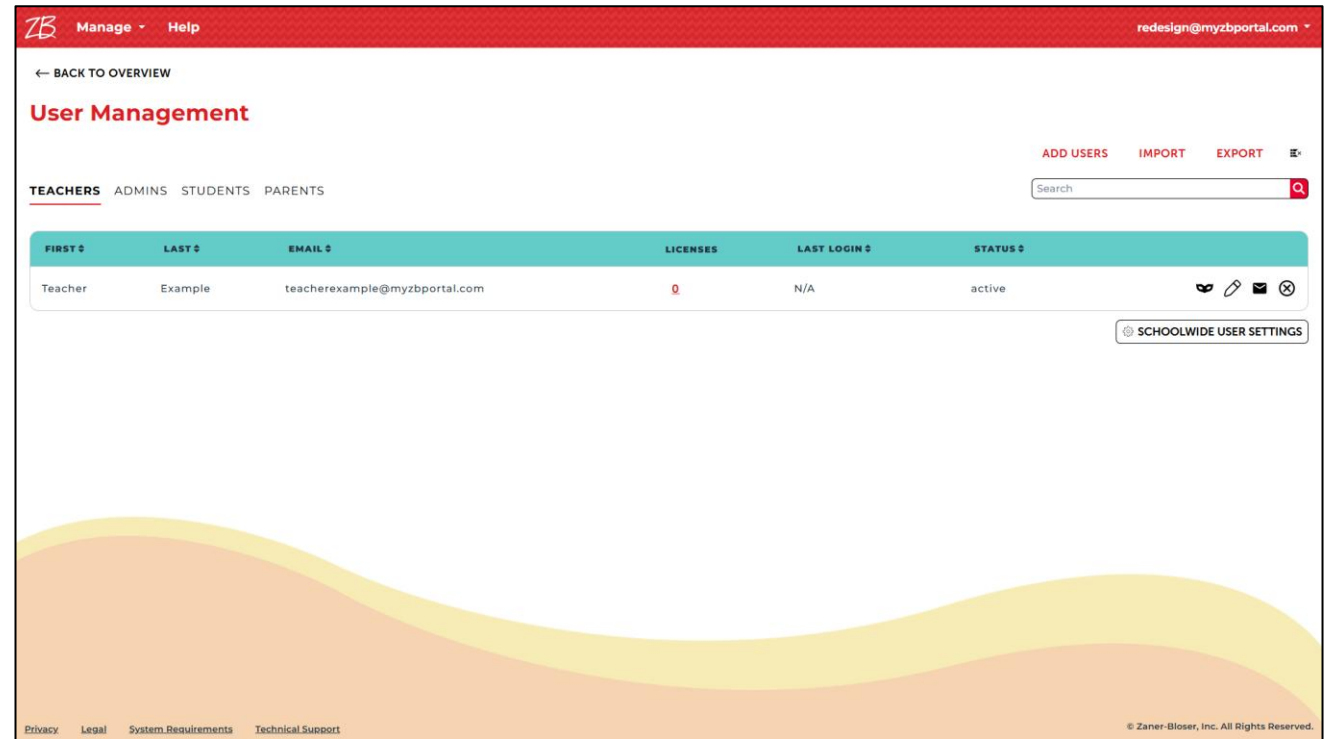 ZB Manage Help redesign@myzbportal.com
← BACK TO OVERVIEW
User Management
ADD USERS IMPORT EXPORT
TEACHERS ADMINS STUDENTS PARENTS Search
FIRST LAST EMAIL LICENSES LAST LOGIN STATUS
Teacher Example teacherexample@myzbportal.com 0 N/A active
SCHOOLWIDE USER SETTINGS
Privacy Legal System Requirements Technical Support © Zaner-Bloser, Inc. All Rights Reserved.